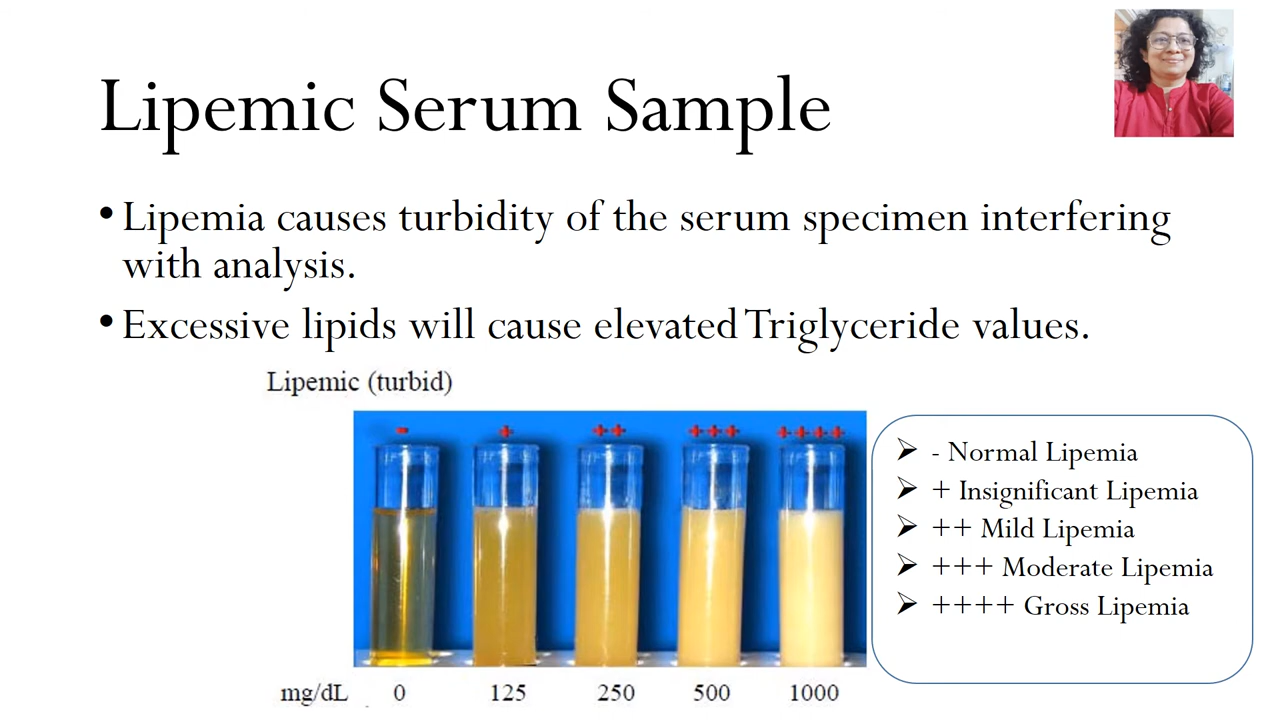 Lipemic Serum Sample
• Lipemia causes turbidity of the serum specimen interfering
with analysis.
• Excessive lipids will cause elevated Triglyceride values.
Lipemic (turbid)
- + ++ +++ ++++
➢ - Normal Lipemia
➢ + Insignificant Lipemia
➢ ++ Mild Lipemia
➢ +++ Moderate Lipemia
➢ ++++ Gross Lipemia
mg/dL 0 125 250 500 1000